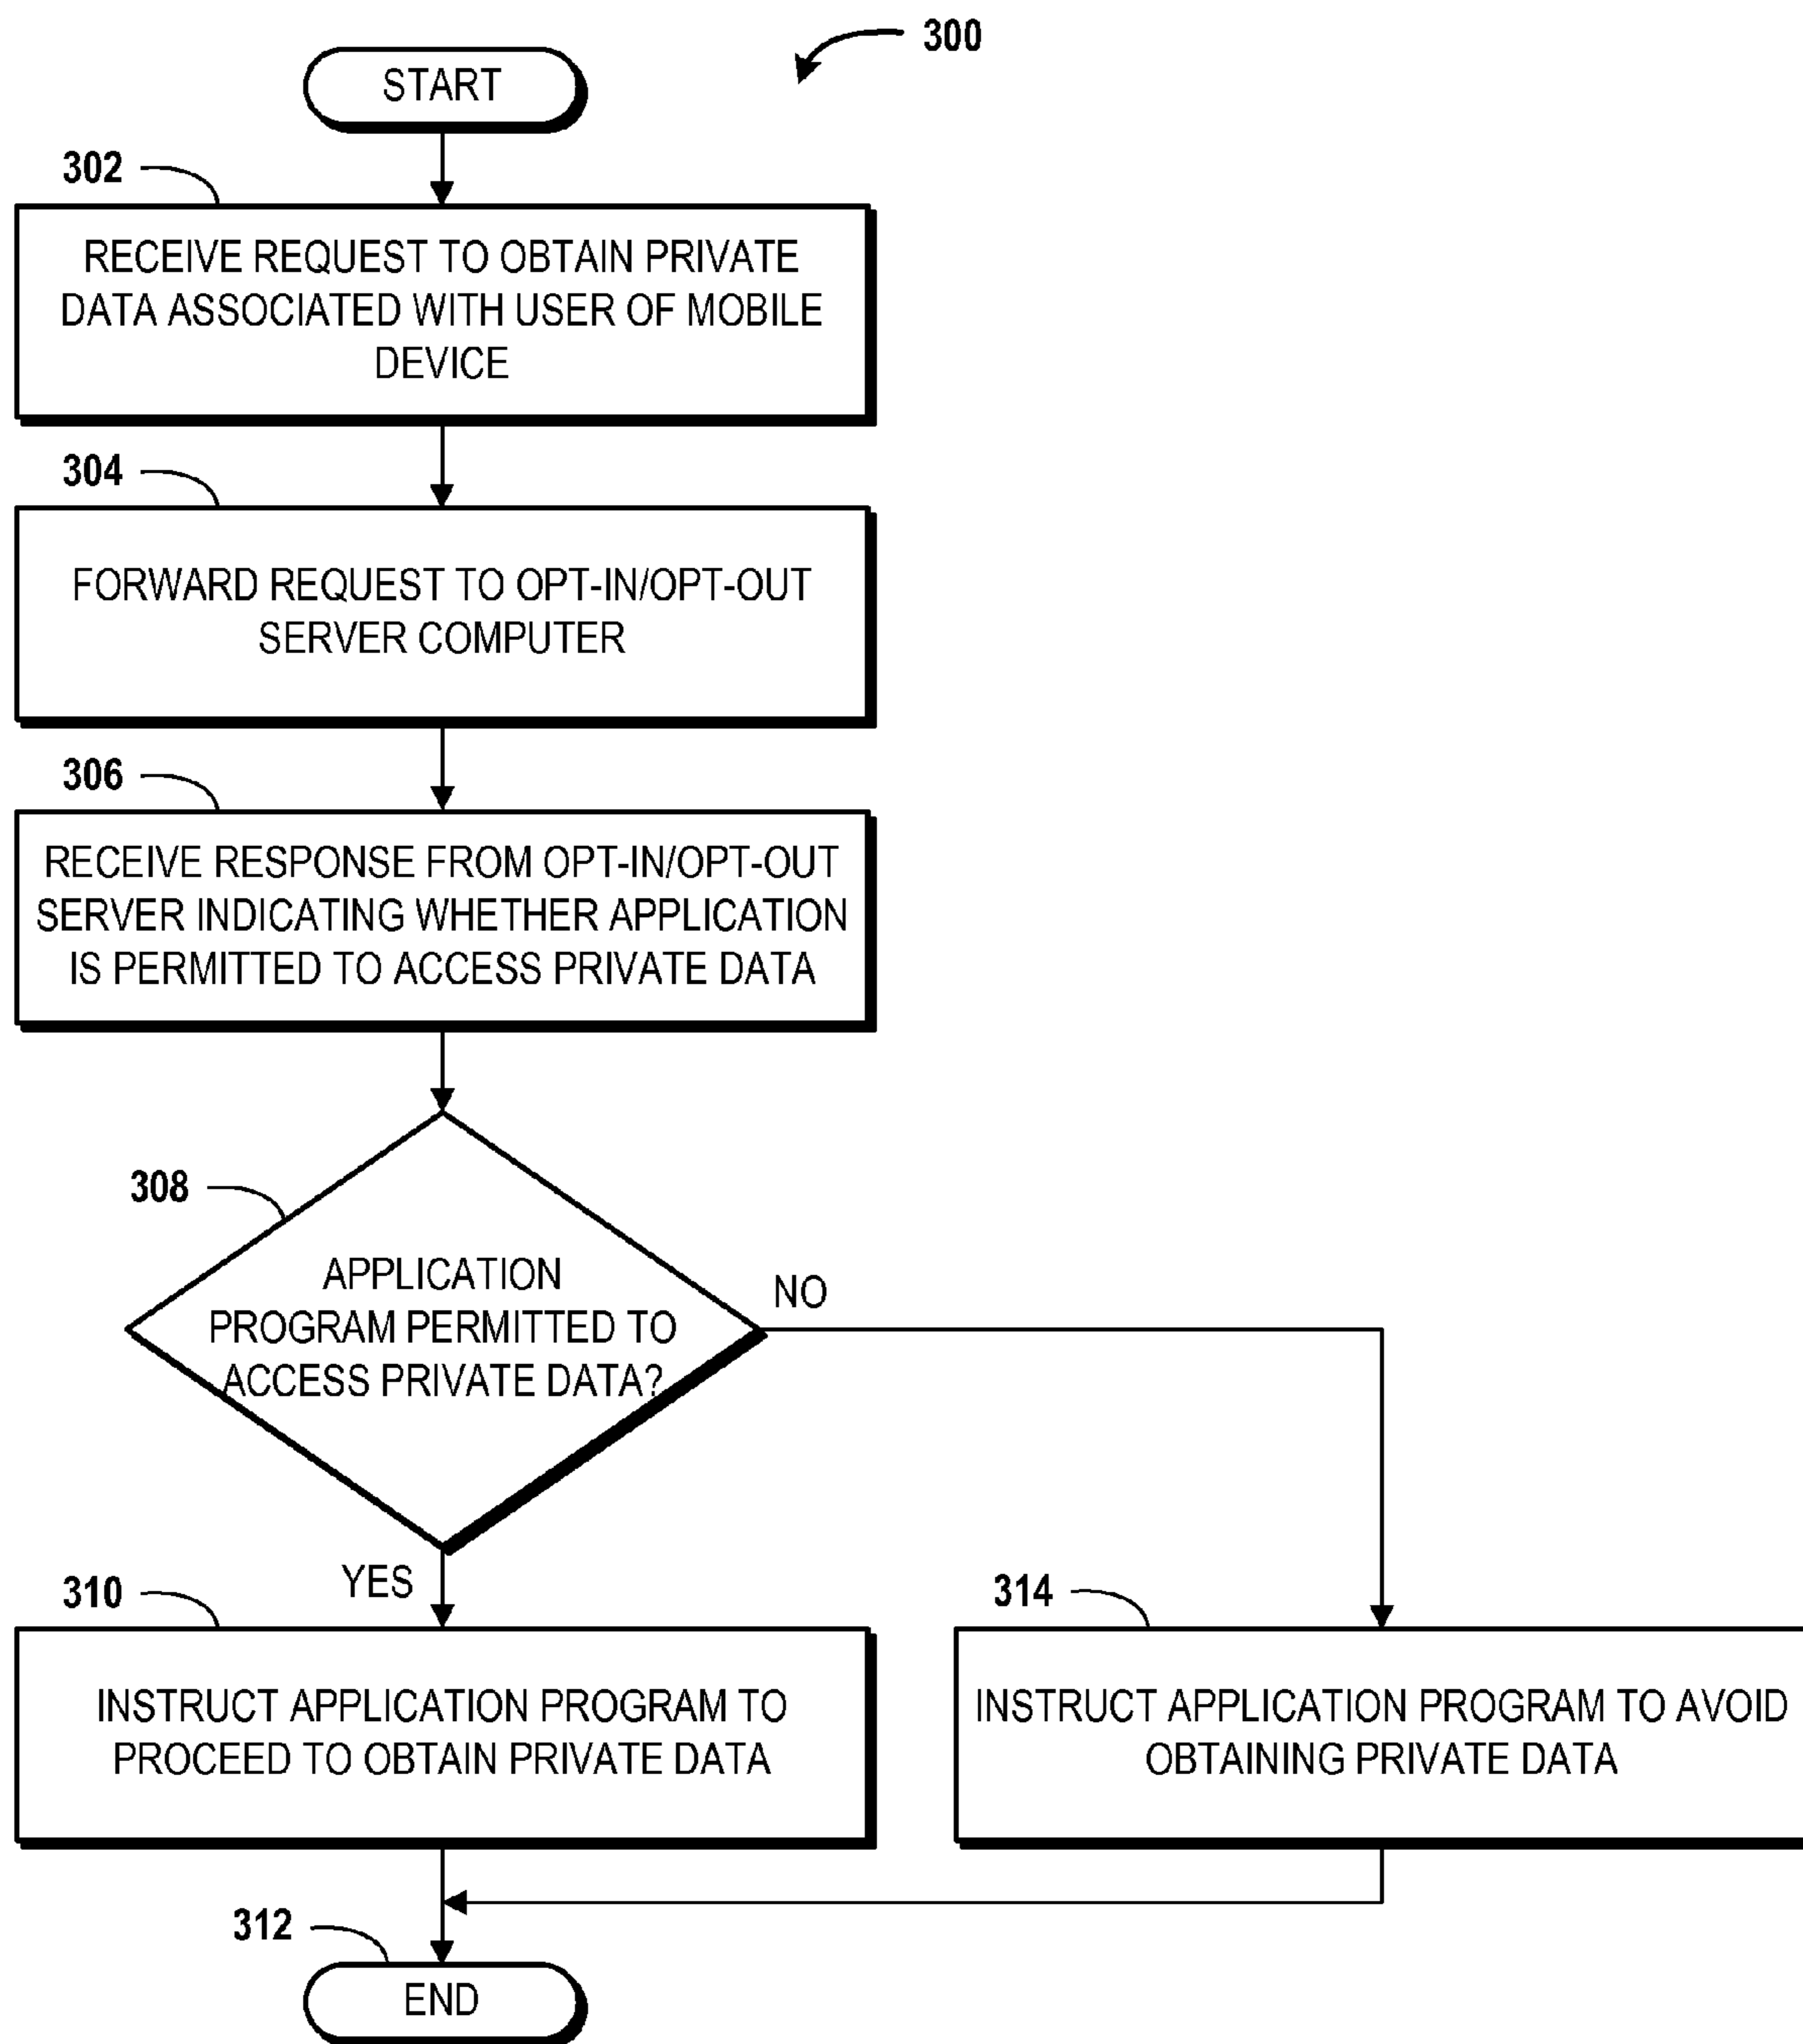 300
START
302
RECEIVE REQUEST TO OBTAIN PRIVATE
DATA ASSOCIATED WITH USER OF MOBILE
DEVICE
304
FORWARD REQUEST TO OPT-IN/OPT-OUT
SERVER COMPUTER
306
RECEIVE RESPONSE FROM OPT-IN/OPT-OUT
SERVER INDICATING WHETHER APPLICATION
IS PERMITTED TO ACCESS PRIVATE DATA
308
APPLICATION
PROGRAM PERMITTED TO
ACCESS PRIVATE DATA?
NO
YES
310
INSTRUCT APPLICATION PROGRAM TO
PROCEED TO OBTAIN PRIVATE DATA
314
INSTRUCT APPLICATION PROGRAM TO AVOID
OBTAINING PRIVATE DATA
312
END